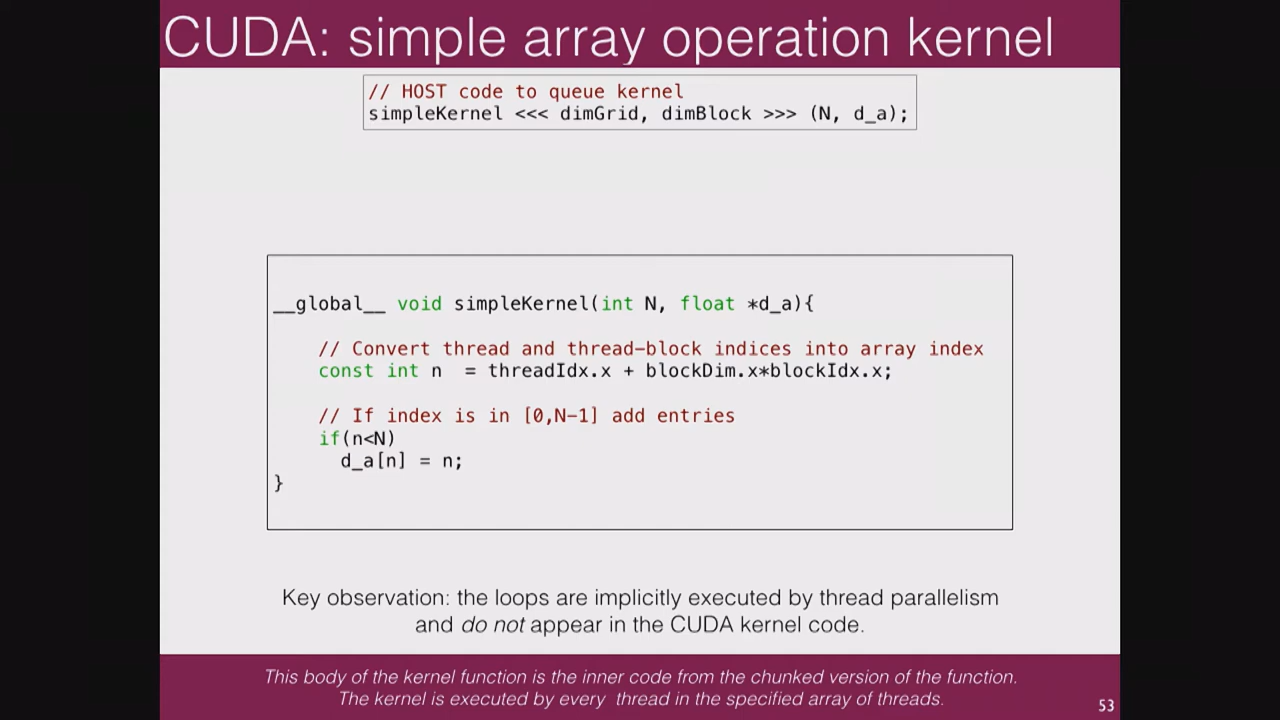 CUDA: simple array operation kernel
// HOST code to queue kernel
simpleKernel <<< dimGrid, dimBlock >>> (N, d_a);
__global__ void simpleKernel(int N, float *d_a){
// Convert thread and thread-block indices into array index
const int n  = threadIdx.x + blockDim.x*blockIdx.x;
// If index is in [0,N-1] add entries
if(n<N)
d_a[n] = n;
}
Key observation: the loops are implicitly executed by thread parallelism
and do not appear in the CUDA kernel code.
This body of the kernel function is the inner code from the chunked version of the function.
The kernel is executed by every  thread in the specified array of threads.
53